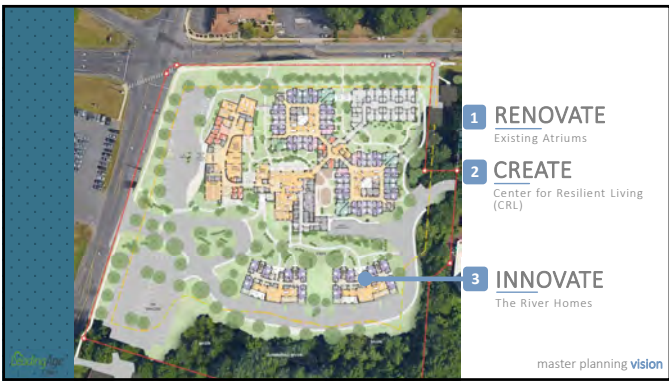 1 RENOVATE
Existing Atriums
2 CREATE
Center for Resilient Living
(CRL)
3 INNOVATE
The River Homes
master planning vision